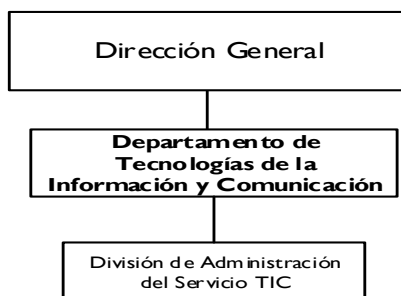 Dirección General
Departamento de
Tecnologías de la
Información y Comunicación
División de Administración
del Servicio TIC